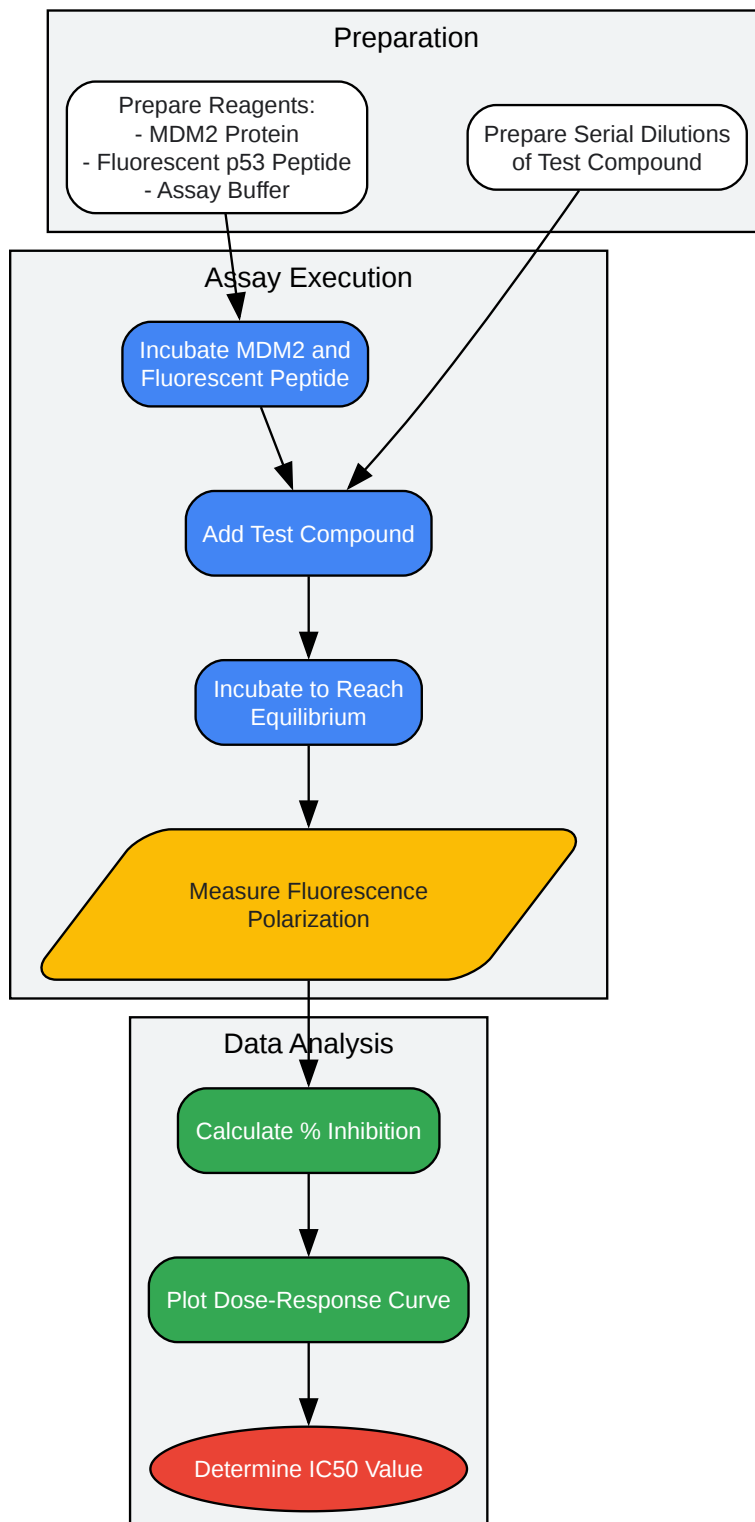 Preparation
Prepare Reagents:
- MDM2 Protein
- Fluorescent p53 Peptide
- Assay Buffer
Prepare Serial Dilutions
of Test Compound
Assay Execution
Incubate MDM2 and
Fluorescent Peptide
Add Test Compound
Incubate to Reach
Equilibrium
Measure Fluorescence
Polarization
Data Analysis
Calculate % Inhibition
Plot Dose-Response Curve
Determine IC50 Value